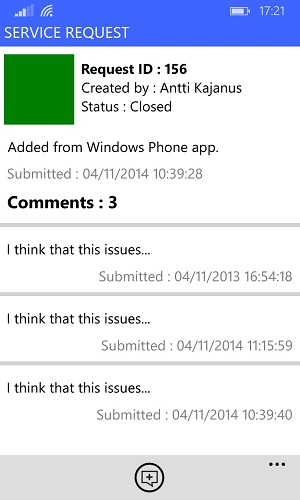 17:21
SERVICE REQUEST
Request ID : 156
Created by : Antti Kajanus
Status : Closed
Added from Windows Phone app.
Submitted : 04/11/2014 10:39:28
Comments : 3
I think that this issues...
Submitted : 04/11/2013 16:54:18
I think that this issues...
Submitted : 04/11/2014 11:15:59
I think that this issues...
Submitted : 04/11/2014 10:39:40